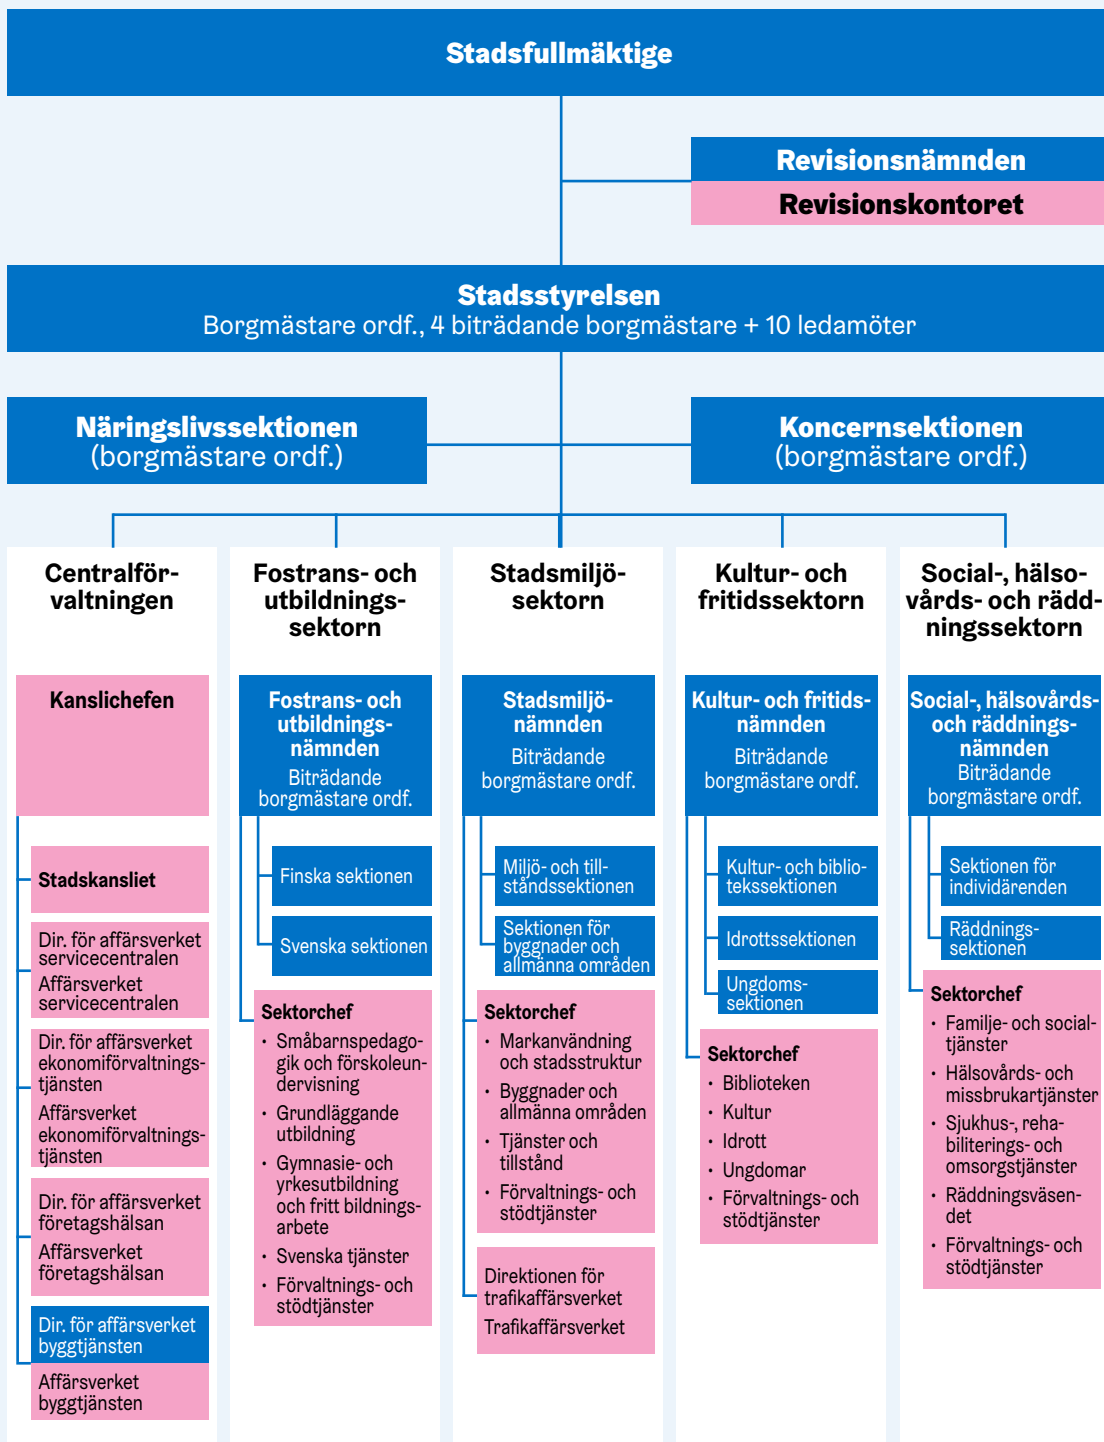 Stadsfullmäktige
Revisionsnämnden
Revisionskontoret
Stadsstyrelsen
Borgmästare ordf., 4 biträdande borgmästare + 10 ledamöter
Näringslivssektionen
(borgmästare ordf.)
Koncernsektionen
(borgmästare ordf.)
Centralför-
valtningen
Kanslichefen
Stadskansliet
Dir. för affärsverket
servicecentralen
Affärsverket
servicecentralen
Dir. för affärsverket
ekonomiförvaltnings-
tjänsten
Affärsverket
ekonomiförvaltnings-
tjänsten
Dir. för affärsverket
företagshälsan
Affärsverket
företagshälsan
Dir. för affärsverket
byggtjänsten
Affärsverket
byggtjänsten
Fostrans- och
utbildnings-
sektorn
Fostrans- och
utbildnings-
nämnden
Biträdande
borgmästare ordf.
Finska sektionen
Svenska sektionen
Sektorchef
• Småbarnspedago-
gik och förskoleun-
dervisning
• Grundläggande
utbildning
• Gymnasie- och
yrkesutbildning
och fritt bildnings-
arbete
• Svenska tjänster
• Förvaltnings- och
stödtjänster
Stadsmiljö-
sektorn
Stadsmiljö-
nämnden
Biträdande
borgmästare ordf.
Miljö- och till-
ståndssektionen
Sektionen för
byggnader och
allmänna områden
Sektorchef
• Markanvändning
och stadsstruktur
• Byggnader och
allmänna områden
• Tjänster och
tillstånd
• Förvaltnings- och
stödtjänster
Direktionen för
trafikaffärsverket
Trafikaffärsverket
Kultur- och
fritidssektorn
Kultur- och fritids-
nämnden
Biträdande
borgmästare ordf.
Kultur- och biblio-
tekssektionen
Idrottssektionen
Ungdoms-
sektionen
Sektorchef
• Biblioteken
• Kultur
• Idrott
• Ungdomar
• Förvaltnings- och
stödtjänster
Social-, hälso-
vårds- och rädd-
ningssektorn
Social-, hälsovårds-
och räddnings-
nämnden
Biträdande
borgmästare ordf.
Sektionen för
individärenden
Räddnings-
sektionen
Sektorchef
• Familje- och social-
tjänster
• Hälsovårds- och
missbrukartjänster
• Sjukhus-, reha-
biliterings- och
omsorgstjänster
• Räddningsväsen-
det
• Förvaltnings- och
stödtjänster